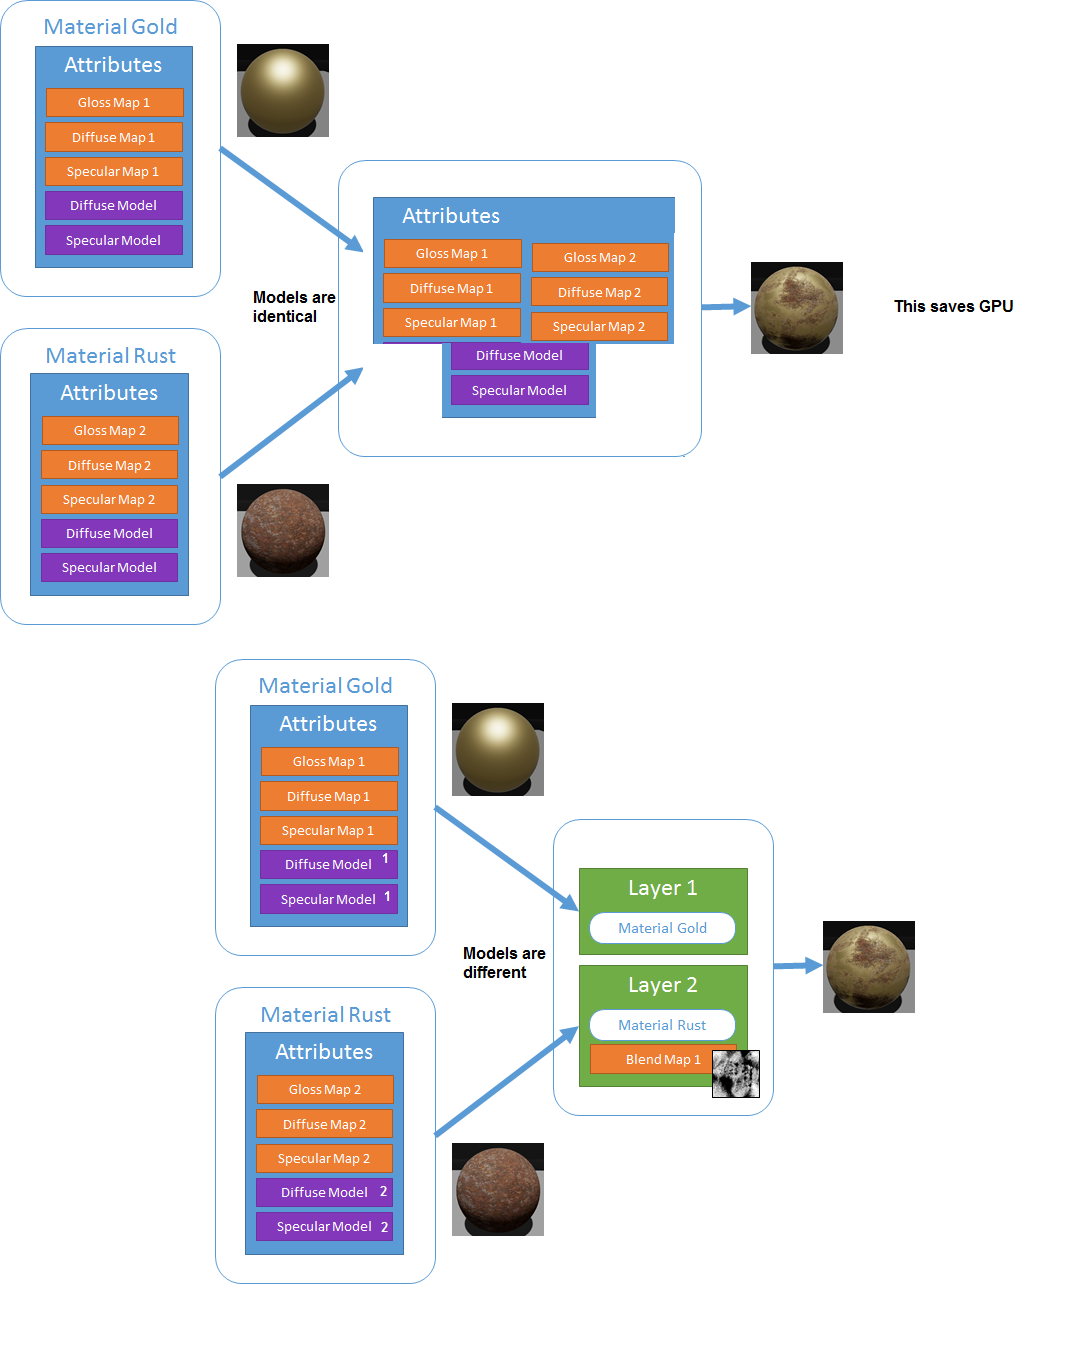 Material Gold
Attributes
Gloss Map 1
Diffuse Map 1
Specular Map 1
Diffuse Model
Specular Model
Models are
identical
Material Rust
Attributes
Gloss Map 2
Diffuse Map 2
Specular Map 2
Diffuse Model
Specular Model
Attributes
Gloss Map 1
Gloss Map 2
Diffuse Map 1
Diffuse Map 2
Specular Map 1
Specular Map 2
Diffuse Model
Specular Model
This saves GPU
Material Gold
Attributes
Gloss Map 1
Diffuse Map 1
Specular Map 1
Diffuse Model 1
Specular Model 1
Models are
different
Material Rust
Attributes
Gloss Map 2
Diffuse Map 2
Specular Map 2
Diffuse Model 2
Specular Model 2
Layer 1
Material Gold
Layer 2
Material Rust
Blend Map 1